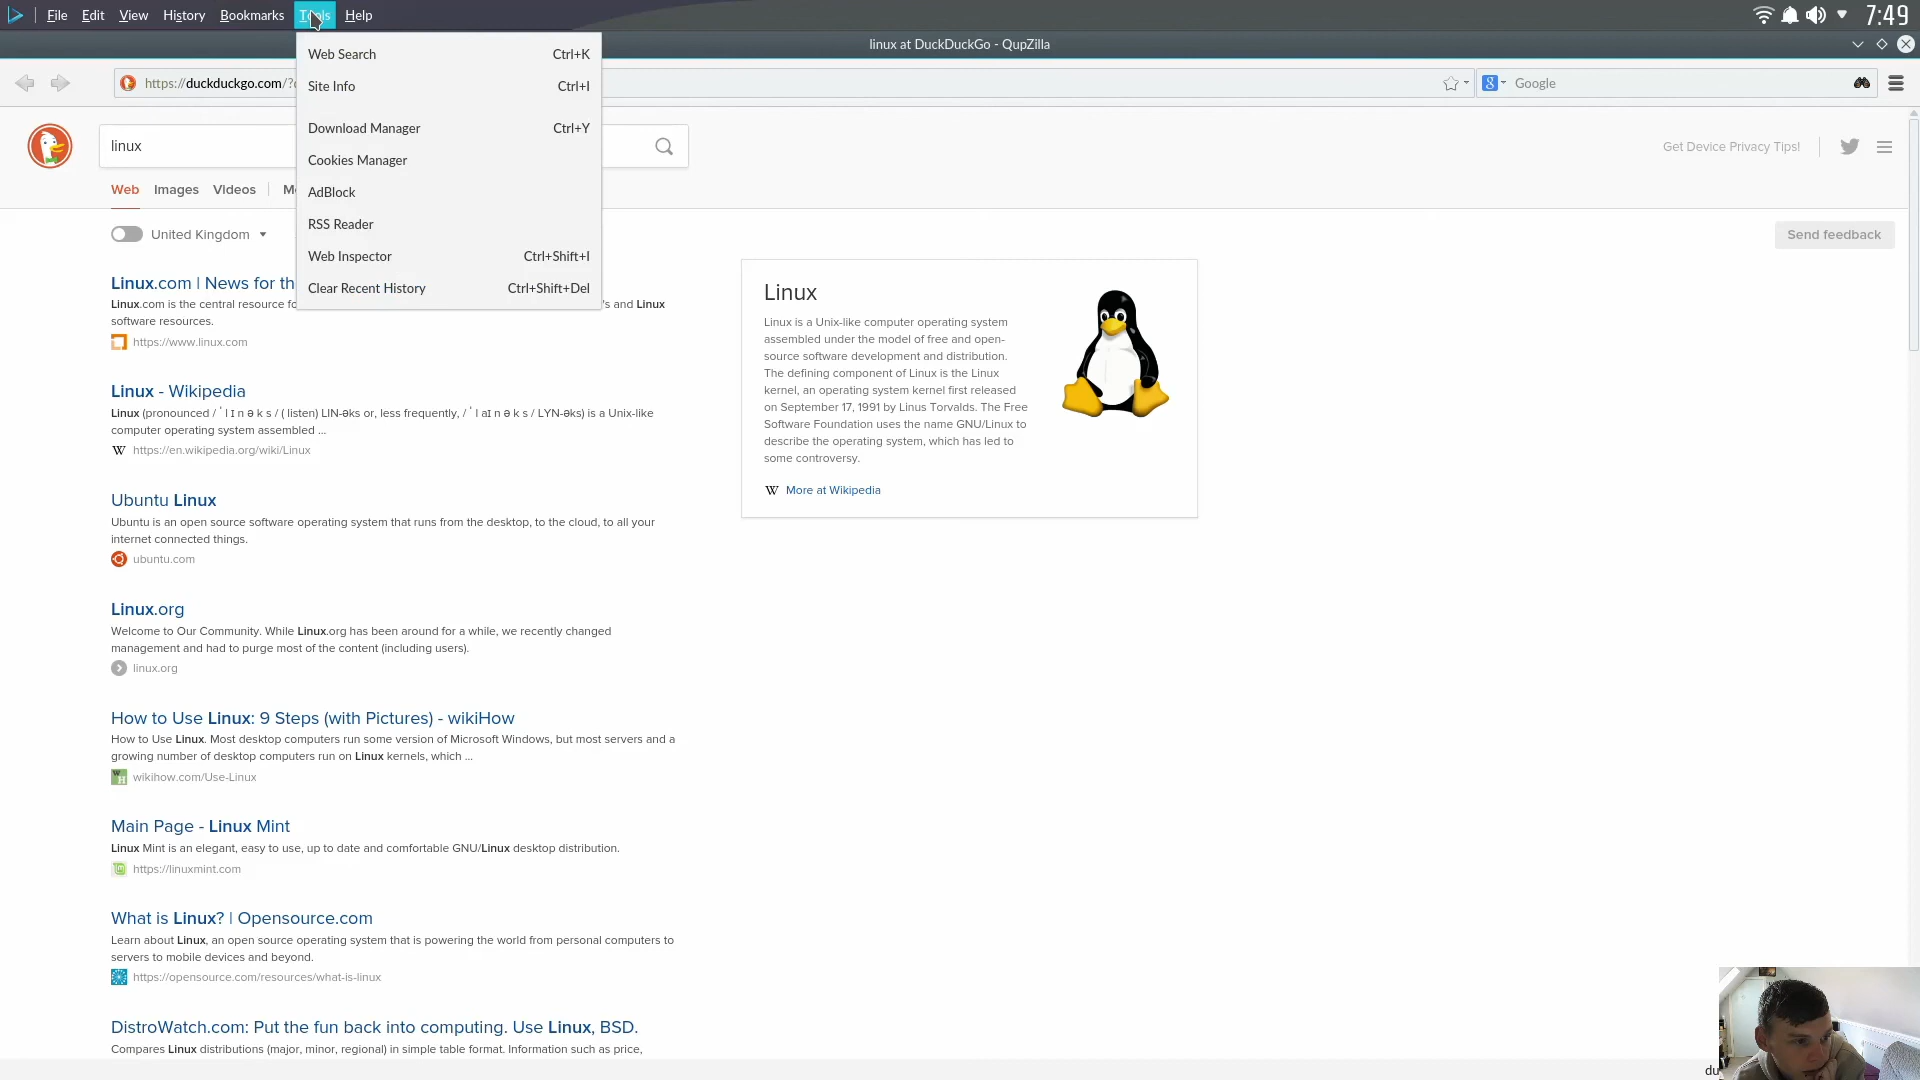 File Edit View History Bookmarks Tools Help
7:49
linux at DuckDuckGo - QupZilla
https://duckduckgo.com/?
Google
Web Search Ctrl+K
Site Info Ctrl+I
Download Manager Ctrl+Y
Cookies Manager
AdBlock
RSS Reader
Web Inspector Ctrl+Shift+I
Clear Recent History Ctrl+Shift+Del
linux
Get Device Privacy Tips!
Web Images Videos
United Kingdom
Send feedback
Linux.com | News for th
Linux.com is the central resource fo 's and Linux
software resources.
https://www.linux.com
Linux - Wikipedia
Linux (pronounced / ˈ l ɪ n ə k s / ( listen) LIN-əks or, less frequently, / ˈ l aɪ n ə k s / LYN-əks) is a Unix-like
computer operating system assembled ...
https://en.wikipedia.org/wiki/Linux
Ubuntu Linux
Ubuntu is an open source software operating system that runs from the desktop, to the cloud, to all your
internet connected things.
ubuntu.com
Linux.org
Welcome to Our Community. While Linux.org has been around for a while, we recently changed
management and had to purge most of the content (including users).
linux.org
How to Use Linux: 9 Steps (with Pictures) - wikiHow
How to Use Linux. Most desktop computers run some version of Microsoft Windows, but most servers and a
growing number of desktop computers run on Linux kernels, which ...
wikihow.com/Use-Linux
Main Page - Linux Mint
Linux Mint is an elegant, easy to use, up to date and comfortable GNU/Linux desktop distribution.
https://linuxmint.com
What is Linux? | Opensource.com
Learn about Linux, an open source operating system that is powering the world from personal computers to
servers to mobile devices and beyond.
https://opensource.com/resources/what-is-linux
DistroWatch.com: Put the fun back into computing. Use Linux, BSD.
Compares Linux distributions (major, minor, regional) in simple table format. Information such as price,
Linux
Linux is a Unix-like computer operating system
assembled under the model of free and open-
source software development and distribution.
The defining component of Linux is the Linux
kernel, an operating system kernel first released
on September 17, 1991 by Linus Torvalds. The Free
Software Foundation uses the name GNU/Linux to
describe the operating system, which has led to
some controversy.
W More at Wikipedia
du